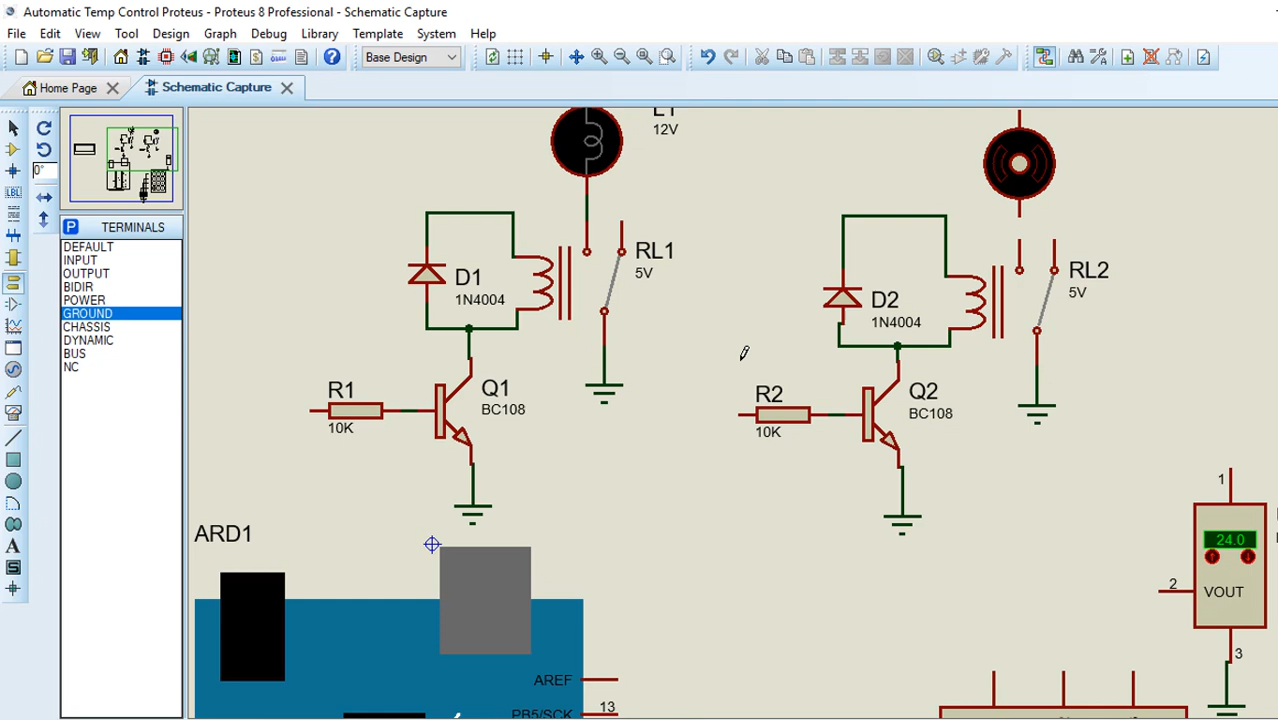 Automatic Temp Control Proteus - Proteus 8 Professional - Schematic Capture
File Edit View Tool Design Graph Debug Library Template System Help
Base Design
Home Page
Schematic Capture
0°
P TERMINALS
DEFAULT
INPUT
OUTPUT
BIDIR
POWER
GROUND
CHASSIS
DYNAMIC
BUS
NC
LBL
A
S
L1
12V
RL1
5V
D1
1N4004
RL2
5V
D2
1N4004
R1
10K
Q1
BC108
R2
10K
Q2
BC108
ARD1
AREF
PB5/SCK
13
1
24.0
2
VOUT
3